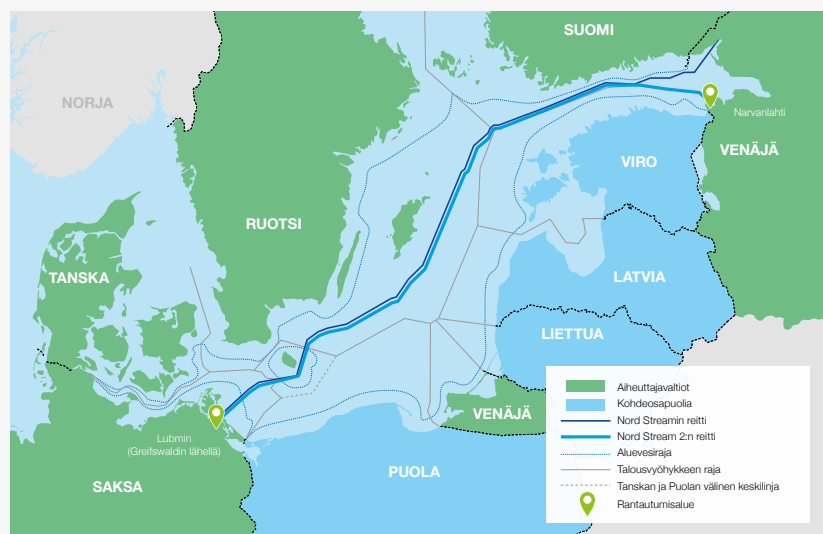 SUOMI
NORJA
Narvanlahti
VENÄJÄ
VIRO
RUOTSI
TANSKA
LATVIA
LIETTUA
VENÄJÄ
Lubmin
(Greifswaldin lähellä)
PUOLA
SAKSA
Aiheuttajavaltiot
Kohdeosapuolia
Nord Streamin reitti
Nord Stream 2:n reitti
Aluevesiraja
Talousvyöhykkeen raja
Tanskan ja Puolan välinen keskilinja
Rantautumisalue